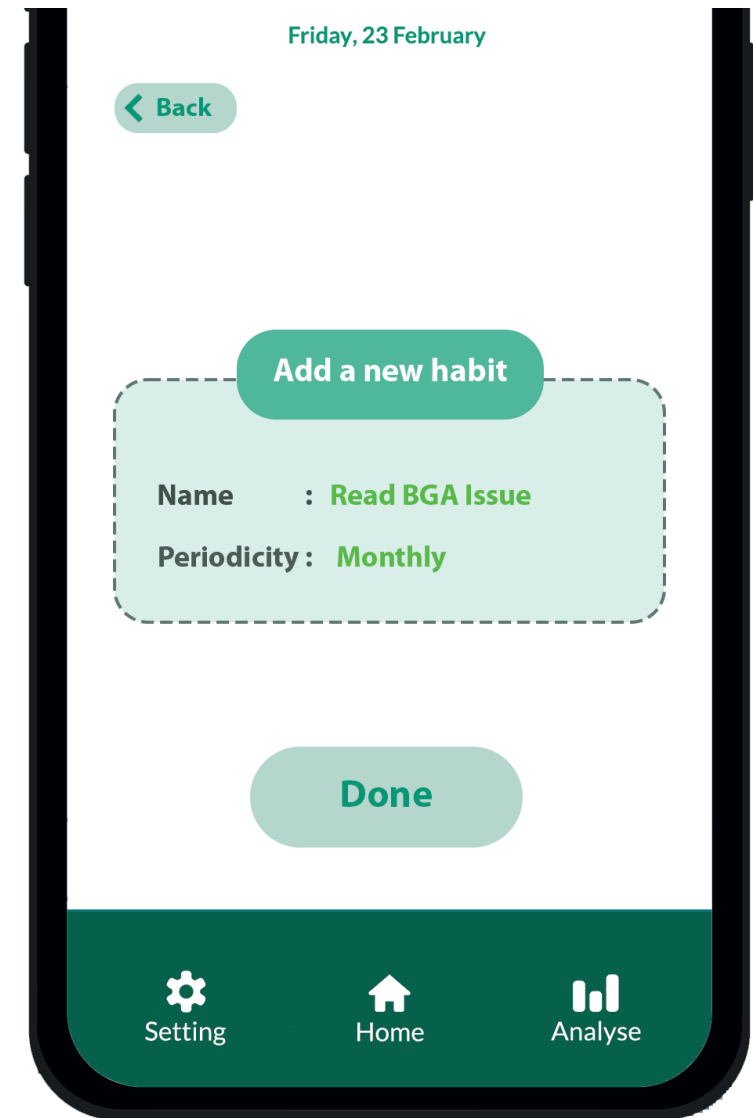 Friday, 23 February
Back
Add a new habit
Name : Read BGA Issue
Periodicity : Monthly
Done
Setting Home Analyse